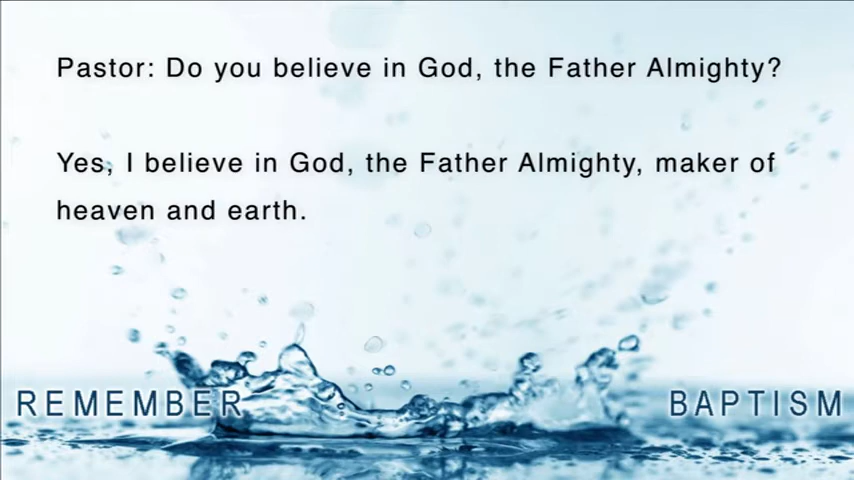 Pastor: Do you believe in God, the Father Almighty?
Yes, I believe in God, the Father Almighty, maker of
heaven and earth.
REMEMBER BAPTISM